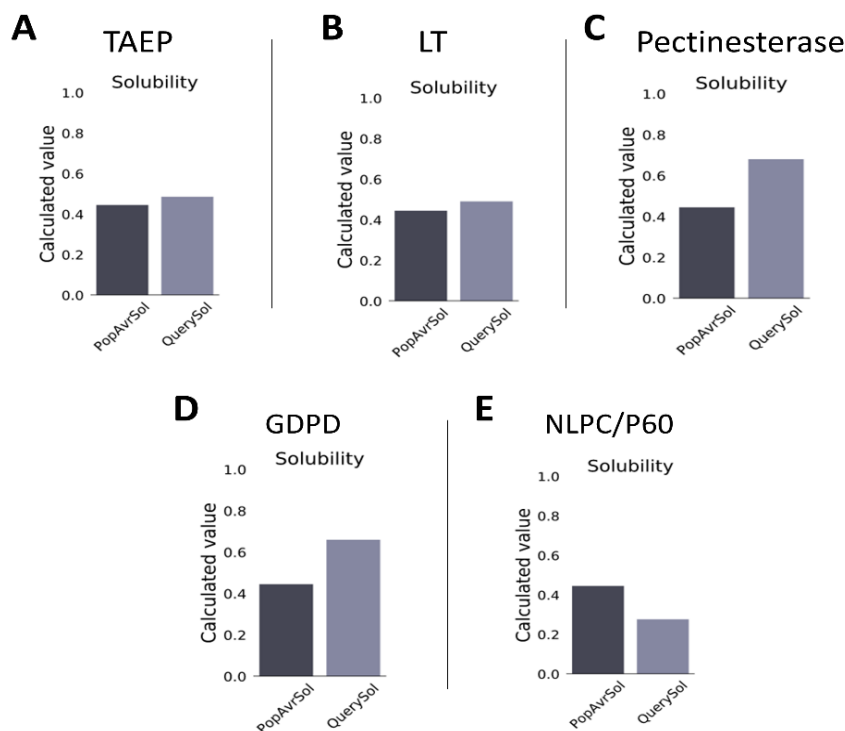 A TAEP
Solubility
Calculated value
1.0
0.8
0.6
0.4
0.2
0.0
PopAvrSol QuerySol
B LT
Solubility
Calculated value
1.0
0.8
0.6
0.4
0.2
0.0
PopAvrSol QuerySol
C Pectinesterase
Solubility
Calculated value
1.0
0.8
0.6
0.4
0.2
0.0
PopAvrSol QuerySol
D GDPD
Solubility
Calculated value
1.0
0.8
0.6
0.4
0.2
0.0
PopAvrSol QuerySol
E NLPC/P60
Solubility
Calculated value
1.0
0.8
0.6
0.4
0.2
0.0
PopAvrSol QuerySol